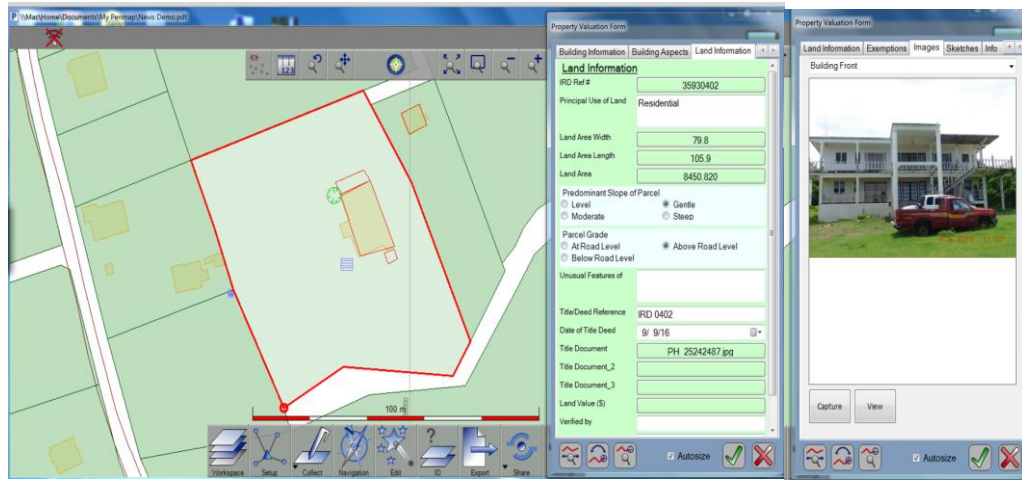 \\Mac\Home\Documents\My Penmap\Nevis Demo.pdt
123
100 m
Workspace
Setup
Collect
Navigation
Edit
ID
Export
Share
Property Valuation Form
Building Information
Building Aspects
Land Information
Land Information
IRD Ref #
35930402
Principal Use of Land
Residential
Land Area Width
79.8
Land Area Length
105.9
Land Area
8450.820
Predominant Slope of Parcel
Level
Gentle
Moderate
Steep
Parcel Grade
At Road Level
Above Road Level
Below Road Level
Unusual Features of
Title/Deed Reference
IRD 0402
Date of Title Deed
9/ 9/16
Title Document
PH 25242487.jpg
Title Document_2
Title Document_3
Land Value ($)
Verified by
Autosize
Property Valuation Form
Land Information
Exemptions
Images
Sketches
Info
Building Front
Capture
View
Autosize